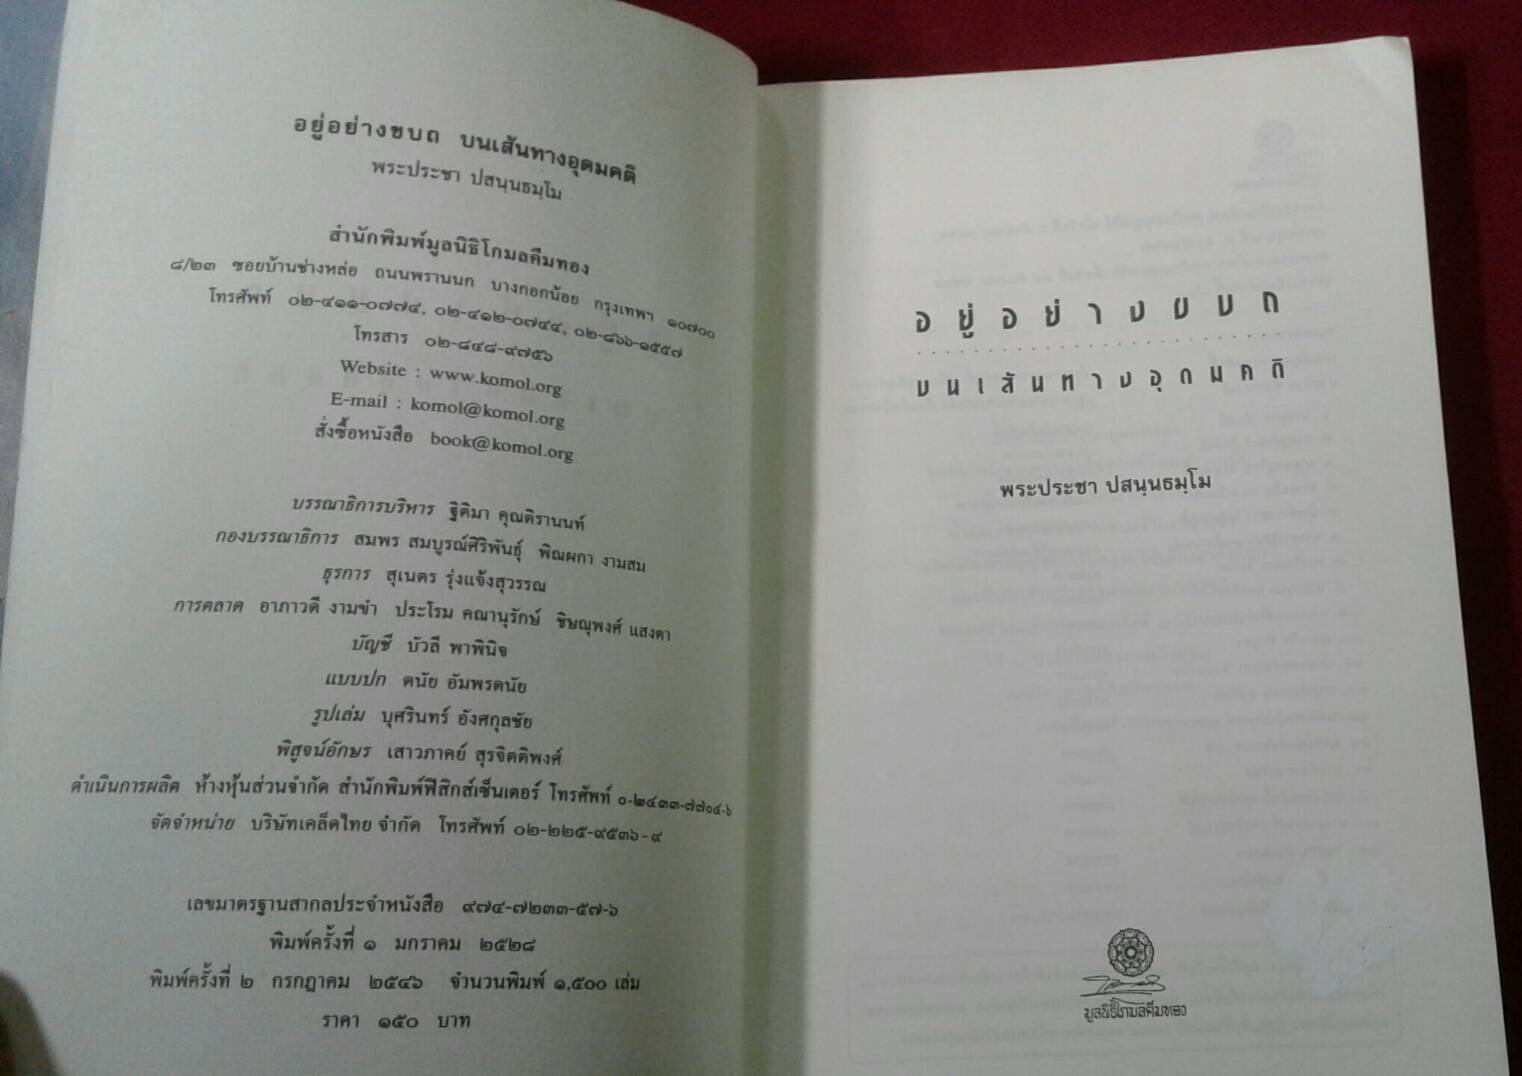 อยู่อย่างขบถ บนเส้นทางอุดมคติ
พระประชา ปสนฺนธมฺโม
สำนักพิมพ์มูลนิธิโกมลคีมทอง
๘/๒๓ ซอยบ้านช่างหล่อ ถนนพรานนก บางกอกน้อย กรุงเทพฯ ๑๐๗๐๐
โทรศัพท์ ๐๒-๔๑๑-๐๗๗๔, ๐๒-๔๑๒-๐๗๔๔, ๐๒-๘๖๖-๑๕๕๗
โทรสาร ๐๒-๘๔๘-๙๗๕๖
Website : www.komol.org
E-mail : komol@komol.org
สั่งซื้อหนังสือ book@komol.org
บรรณาธิการบริหาร ฐิติมา คุณติรานนท์
กองบรรณาธิการ สมพร สมบูรณ์ศิริพันธุ์ พิณผกา งามสม
ธุรการ สุเนตร รุ่งแจ้งสุวรรณ
การตลาด อาภาวดี งามขำ ประโรม คณานุรักษ์ ชิษณุพงศ์ แสงดา
บัญชี บัวลี พาพินิจ
แบบปก ดนัย อัมพรดนัย
รูปเล่ม บุศรินทร์ อังศกุลชัย
พิสูจน์อักษร เสาวภาคย์ สุรจิตติพงศ์
ดำเนินการผลิต ห้างหุ้นส่วนจำกัด สำนักพิมพ์ฟิสิกส์เซ็นเตอร์ โทรศัพท์ ๐-๒๔๓๓-๗๗๐๔-๖
จัดจำหน่าย บริษัทเคล็ดไทย จำกัด โทรศัพท์ ๐๒-๒๒๕-๙๕๓๖-๙
เลขมาตรฐานสากลประจำหนังสือ ๙๗๔-๗๒๓๓-๕๗-๖
พิมพ์ครั้งที่ ๑ มกราคม ๒๕๒๘
พิมพ์ครั้งที่ ๒ กรกฎาคม ๒๕๔๖ จำนวนพิมพ์ ๑,๕๐๐ เล่ม
ราคา ๑๕๐ บาท
อยู่อย่างขบถ
บนเส้นทางอุดมคติ
พระประชา ปสนฺนธมฺโม
มูลนิธิโกมลคีมทอง